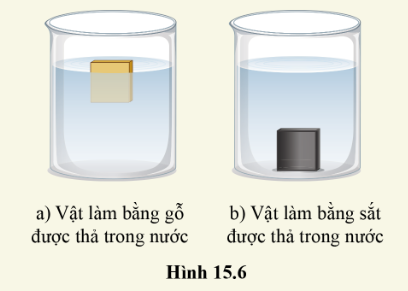 a) Vật làm bằng gỗ
được thả trong nước
b) Vật làm bằng sắt
được thả trong nước
Hình 15.6